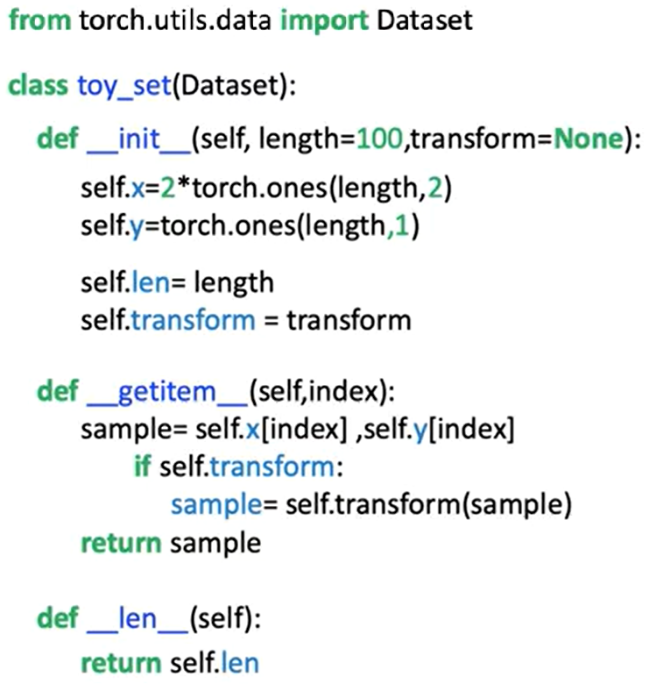 from torch.utils.data import Dataset
class toy_set(Dataset):
def __init__(self, length=100,transform=None):
self.x=2*torch.ones(length,2)
self.y=torch.ones(length,1)
self.len= length
self.transform = transform
def __getitem__(self,index):
sample= self.x[index] ,self.y[index]
if self.transform:
sample= self.transform(sample)
return sample
def __len__(self):
return self.len